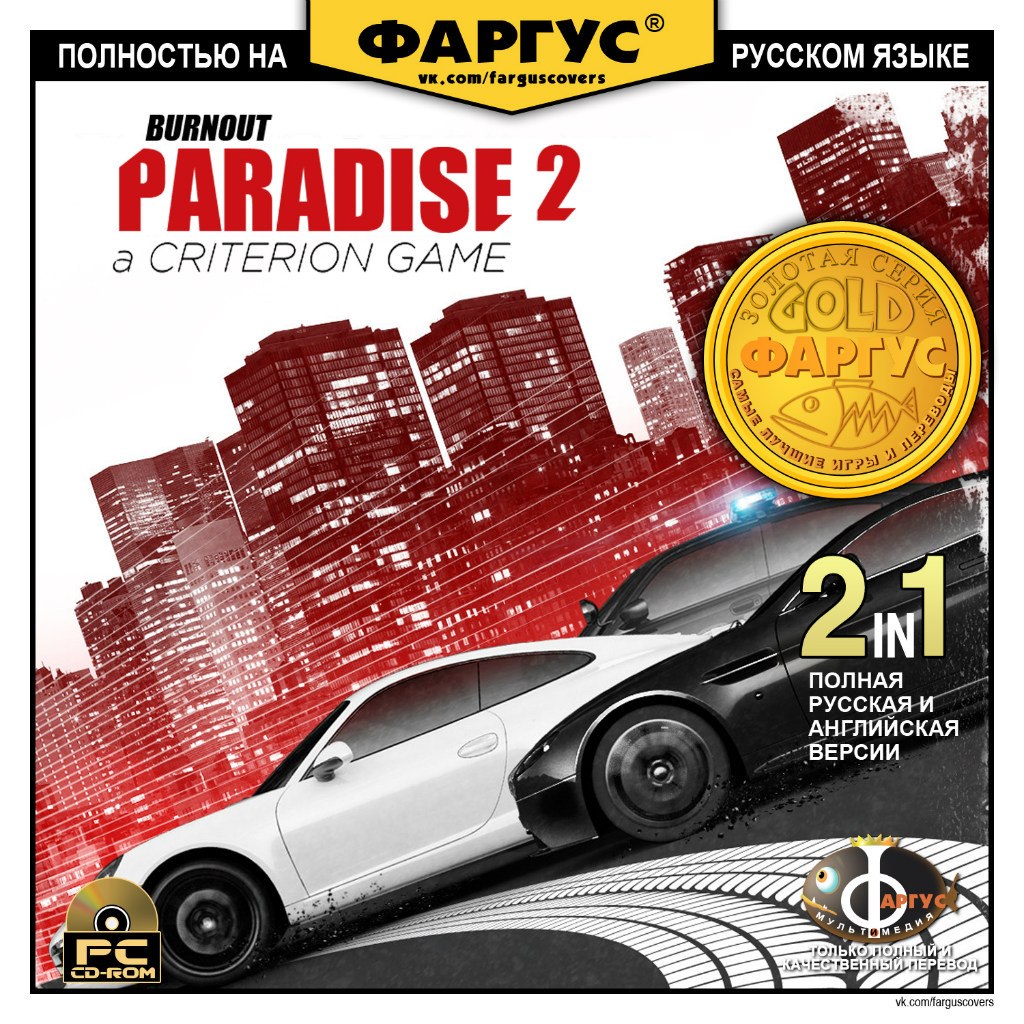 ПОЛНОСТЬЮ НА
ФАРГУС®
vk.com/farguscovers
РУССКОМ ЯЗЫКЕ
BURNOUT
PARADISE 2
a CRITERION GAME
ЗОЛОТАЯ СЕРИЯ
GOLD
ФАРГУС
САМЫЕ ЛУЧШИЕ ИГРЫ И ПЕРЕВОДЫ
2 IN 1
ПОЛНАЯ
РУССКАЯ И
АНГЛИЙСКАЯ
ВЕРСИИ
PC
CD-ROM
ФАРГУС
МУЛЬТИМЕДИЯ
ТОЛЬКО ПОЛНЫЙ И
КАЧЕСТВЕННЫЙ ПЕРЕВОД
vk.com/farguscovers